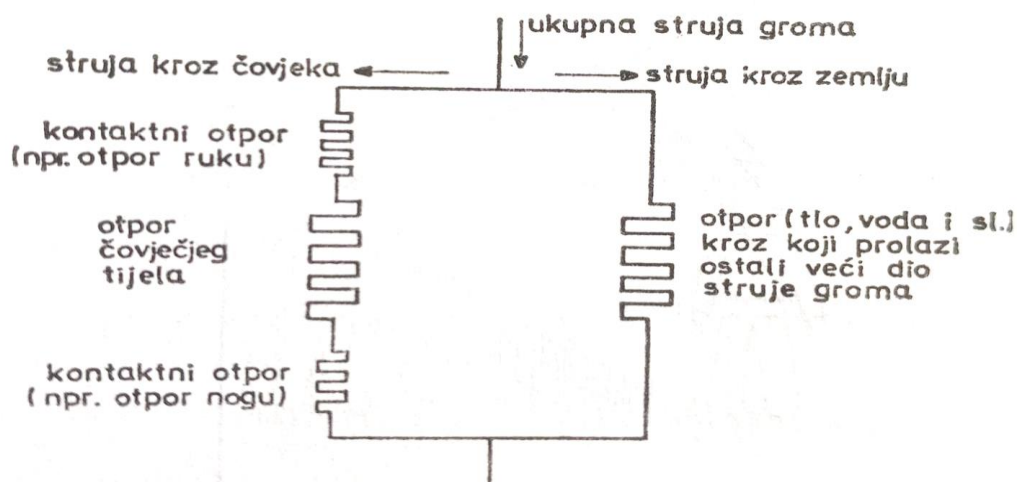 ukupna struja groma
struja kroz čovjeka
struja kroz zemlju
kontaktni otpor
(npr. otpor ruku)
otpor
čovječjeg
tijela
otpor (tlo, voda i sl.)
kroz koji prolazi
ostali veći dio
struje groma
kontaktni otpor
(npr. otpor nogu)